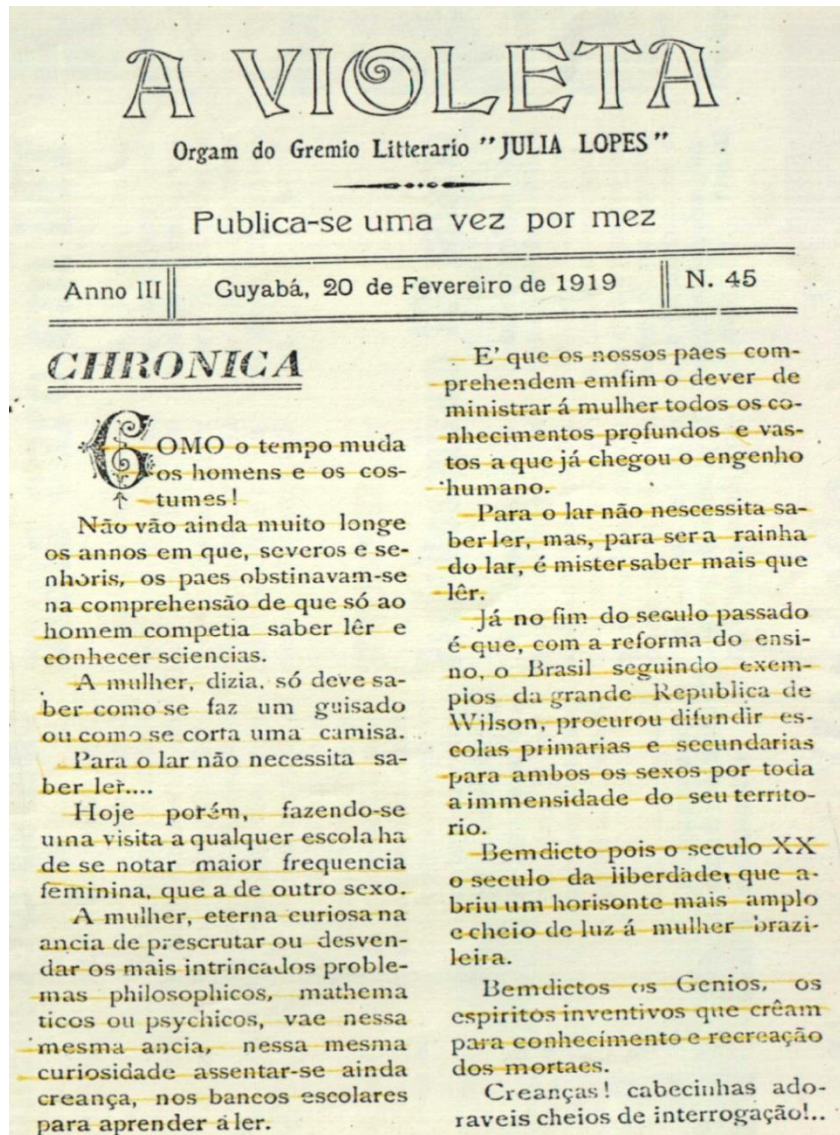 A VIOLETA
Orgam do Gremio Litterario "JULIA LOPES"
Publica-se uma vez por mez
Anno III
Cuyabá, 20 de Fevereiro de 1919
N. 45
CHRONICA
COMO o tempo muda
os homens e os cos-
tumes!
Não vão ainda muito longe
os annos em que, severos e se-
nhoris, os paes obstinavam-se
na comprehensão de que só ao
homem competia saber lêr e
conhecer sciencias.
A mulher, dizia. só deve sa-
ber como se faz um guisado
ou como se corta uma camisa.
Para o lar não necessita sa-
ber ler....
Hoje porém, fazendo-se
uma visita a qualquer escola ha
de se notar maior frequencia
feminina, que a de outro sexo.
A mulher, eterna curiosa na
ancia de prescrutar ou desven-
dar os mais intrincados proble-
mas philosophicos, mathema
ticos ou psychicos, vae nessa
mesma ancia, nessa mesma
curiosidade assentar-se ainda
creança, nos bancos escolares
para aprender á ler.
E' que os nossos paes com-
prehendem emfim o dever de
ministrar á mulher todos os co-
nhecimentos profundos e vas-
tos a que já chegou o engenho
humano.
Para o lar não nescessita sa-
ber ler, mas, para ser a rainha
do lar, é mister saber mais que
lêr.
Já no fim do seculo passado
é que, com a reforma do ensi-
no, o Brasil seguindo exem-
plos da grande Republica de
Wilson, procurou difundir es-
colas primarias e secundarias
para ambos os sexos por toda
a immensidade do seu territo-
rio.
Bemdicto pois o seculo XX
o seculo da liberdade, que a-
briu um horisonte mais amplo
e cheio de luz á mulher brazi-
leira.
Bemdictos os Genios, os
espiritos inventivos que crêam
para conhecimento e recreação
dos mortaes.
Creanças! cabecinhas ado-
raveis cheios de interrogação!..